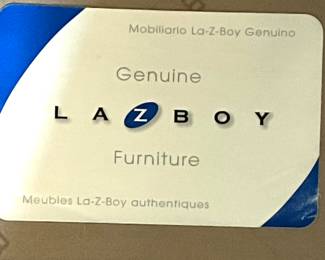 Mobiliario La-Z-Boy Genuino
Genuine
LAZBOY
Furniture
Meubles La-Z-Boy authentiques